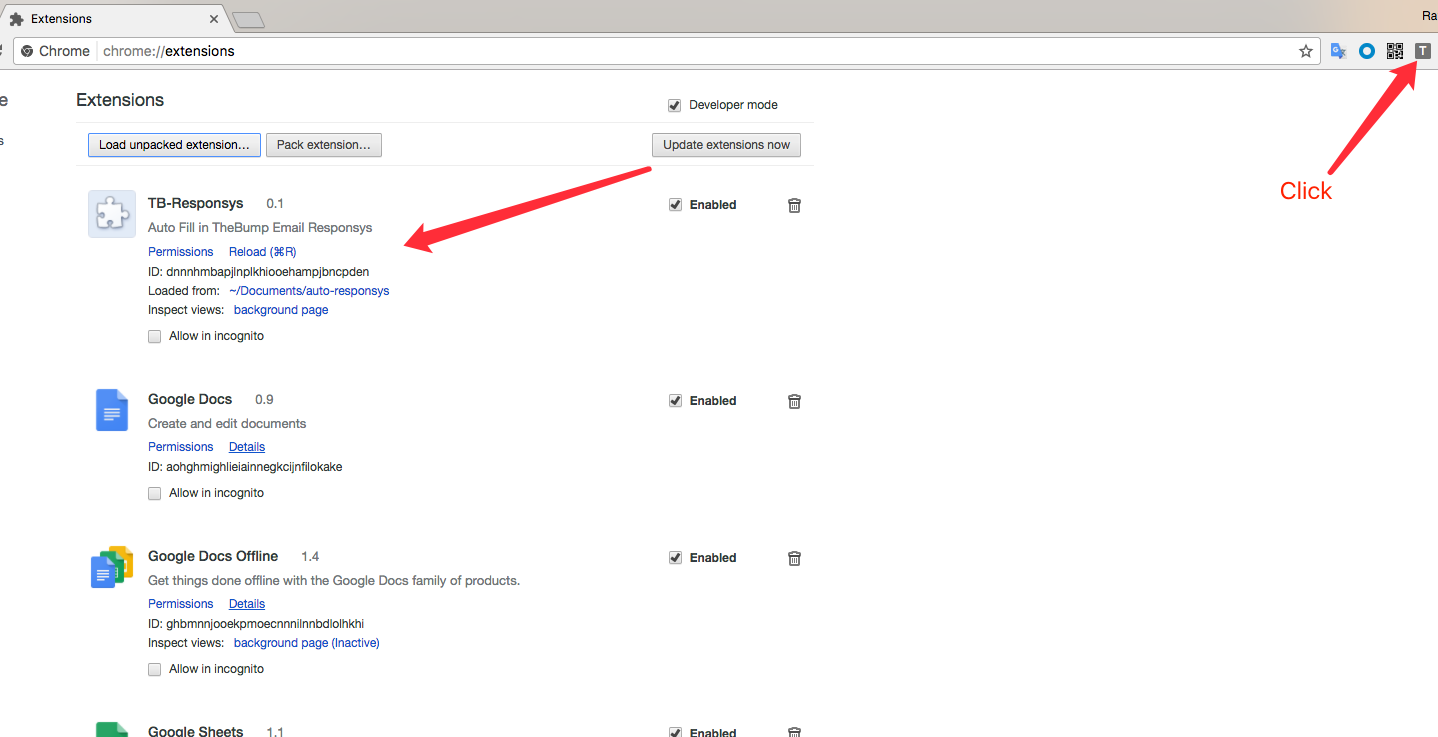 Extensions
Ra
Chrome chrome://extensions
T
e
Extensions
Developer mode
s
Load unpacked extension...
Pack extension...
Update extensions now
Click
TB-Responsys 0.1
Enabled
Auto Fill in TheBump Email Responsys
Permissions Reload (⌘R)
ID: dnnnhmbapjlnplkhiooehampjbncpden
Loaded from: ~/Documents/auto-responsys
Inspect views: background page
Allow in incognito
Google Docs 0.9
Enabled
Create and edit documents
Permissions Details
ID: aohghmighlieiainnegkcijnfilokake
Allow in incognito
Google Docs Offline 1.4
Enabled
Get things done offline with the Google Docs family of products.
Permissions Details
ID: ghbmnnjooekpmoecnnnilnnbdlolhkhi
Inspect views: background page (Inactive)
Allow in incognito
Google Sheets 1.1
Enabled